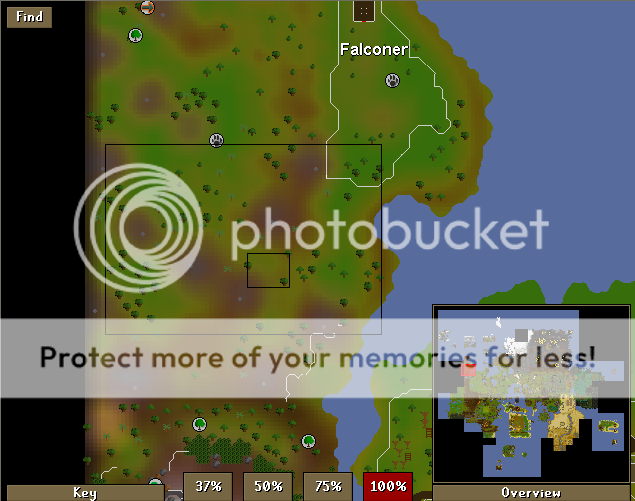 Find
Falconer
photobucket
Protect more of your memories for less!
Key
37%
50%
75%
100%
Overview